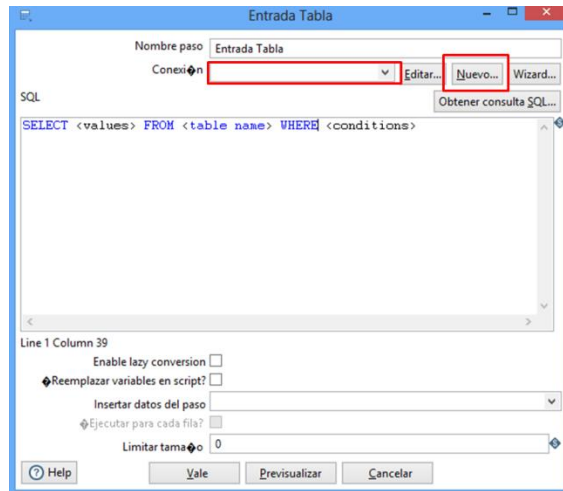 Entrada Tabla
Nombre paso Entrada Tabla
Conexi�n Editar... Nuevo... Wizard...
SQL Obtener consulta SQL...
SELECT <values> FROM <table name> WHERE <conditions>
Line 1 Column 39
Enable lazy conversion
�Reemplazar variables en script?
Insertar datos del paso
�Ejecutar para cada fila?
Limitar tama�o 0
Help Vale Previsualizar Cancelar